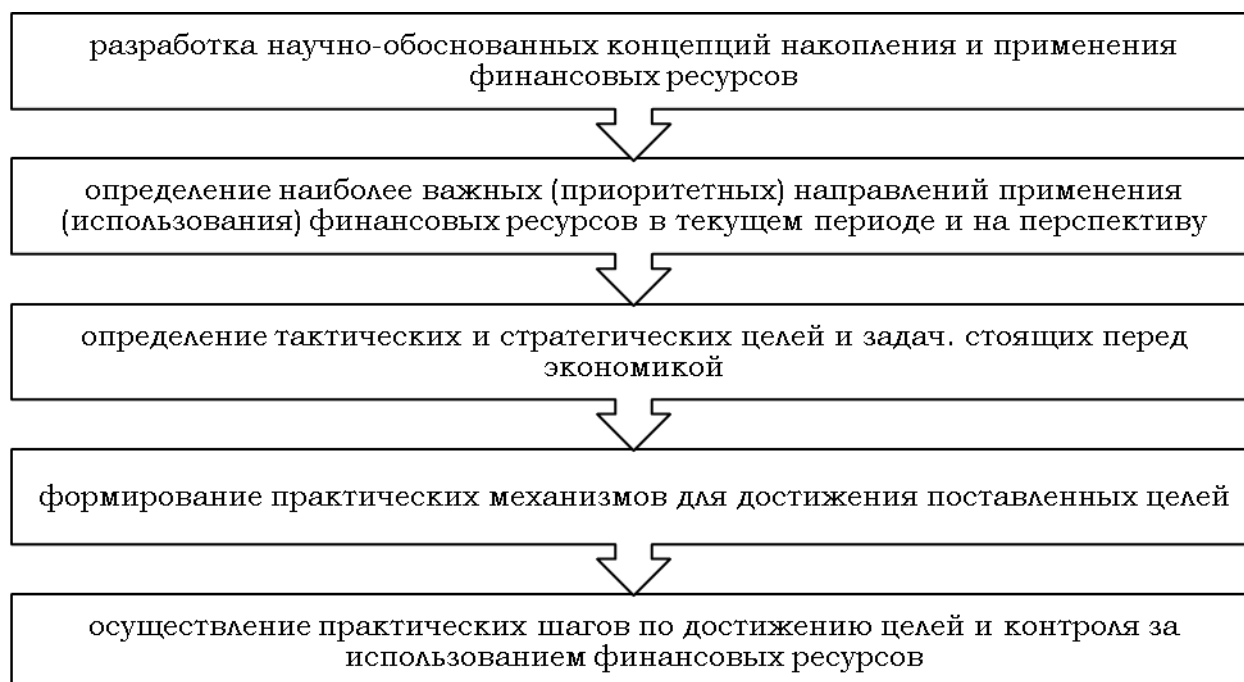 разработка научно-обоснованных концепций накопления и применения
финансовых ресурсов
определение наиболее важных (приоритетных) направлений применения
(использования) финансовых ресурсов в текущем периоде и на перспективу
определение тактических и стратегических целей и задач. стоящих перед
экономикой
формирование практических механизмов для достижения поставленных целей
осуществление практических шагов по достижению целей и контроля за
использованием финансовых ресурсов